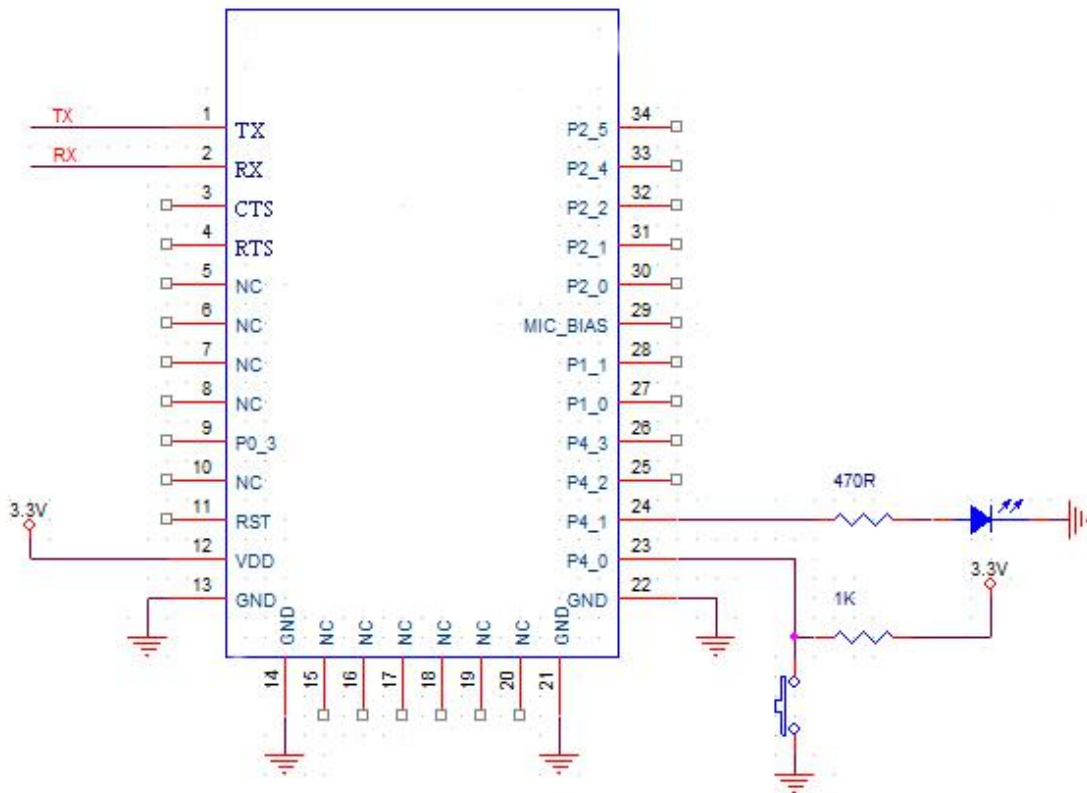 TX
RX
1
TX
2
RX
3
CTS
4
RTS
5
NC
6
NC
7
NC
8
NC
9
P0_3
10
NC
11
RST
3.3V
12
VDD
13
GND
34
P2_5
33
P2_4
32
P2_2
31
P2_1
30
P2_0
29
MIC_BIAS
28
P1_1
27
P1_0
26
P4_3
25
P4_2
24
P4_1
470R
23
P4_0
3.3V
22
GND
1K
GND
NC
NC
NC
NC
NC
NC
GND
14
15
16
17
18
19
20
21